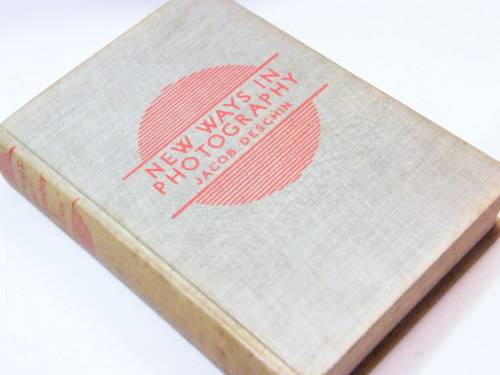 NEW WAYS IN
PHOTOGRAPHY
JACOB DESCHIN